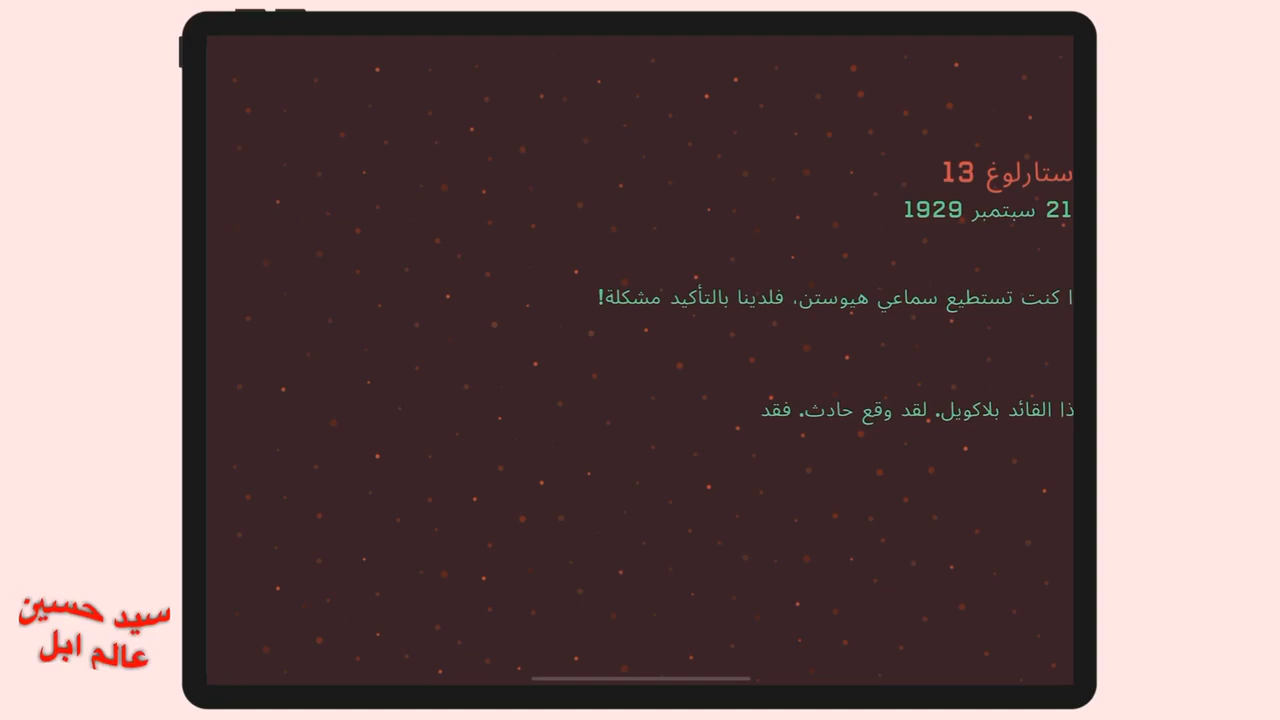 ستارلوغ 13
21 سبتمبر 1929
ا كنت تستطيع سماعي هيوستن، فلدينا بالتأكيد مشكلة!
ذا القائد بلاكويل. لقد وقع حادث. فقد
سيد حسين
عالم ابل